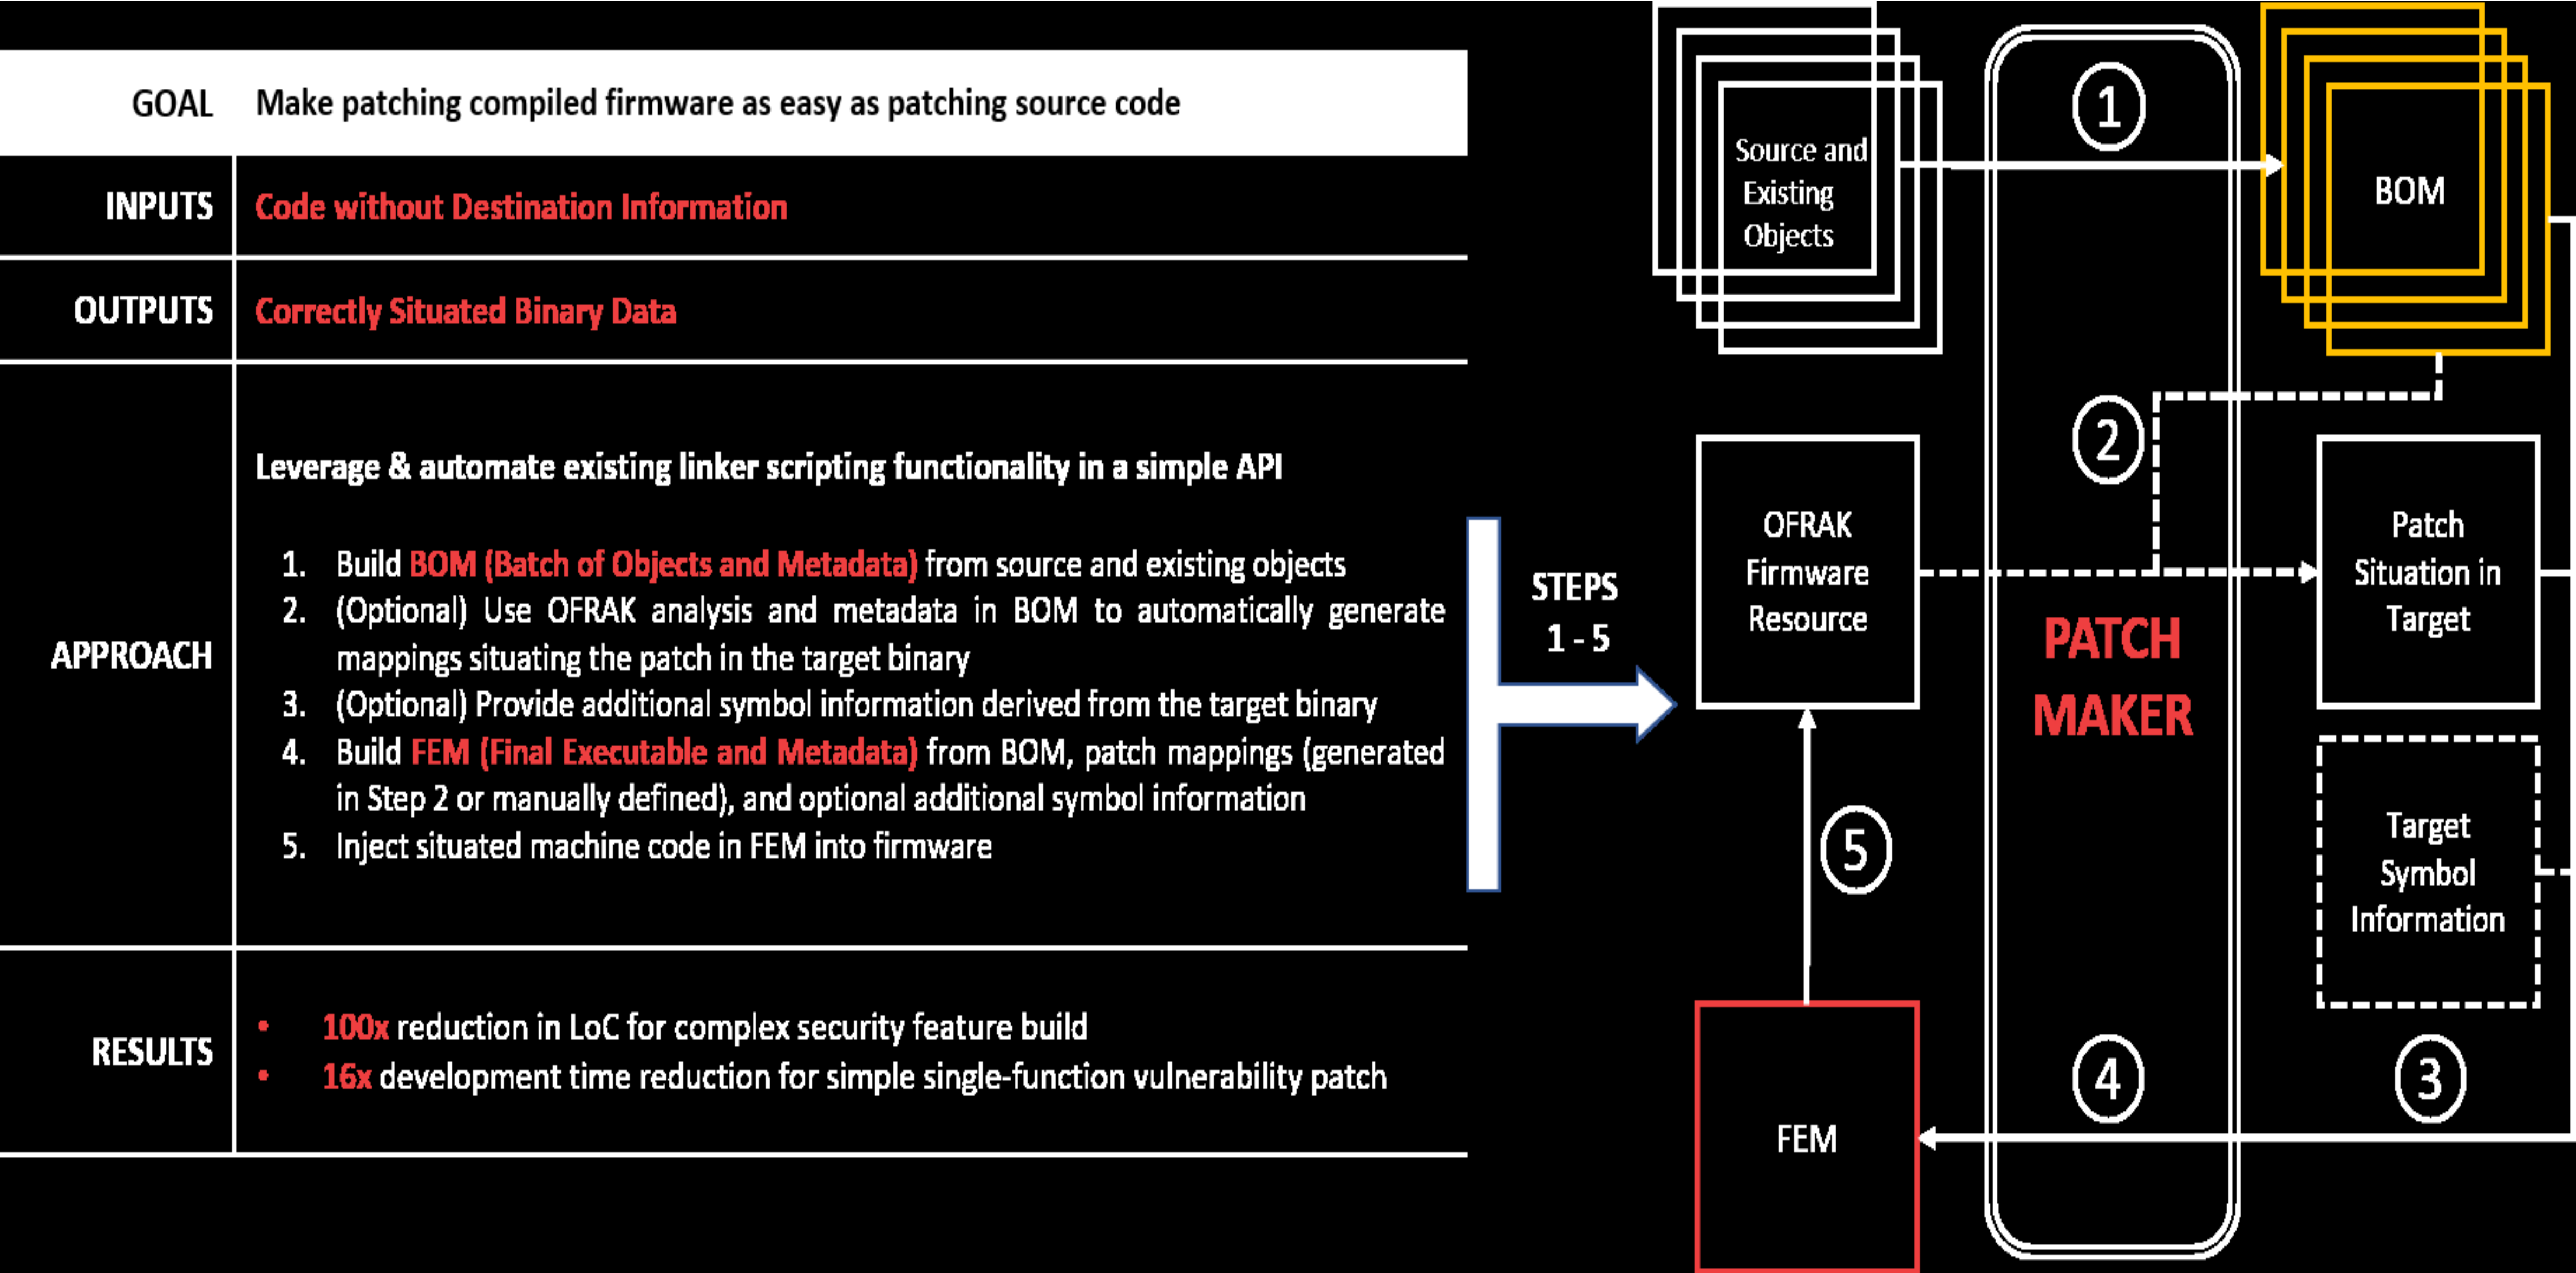 GOAL Make patching compiled firmware as easy as patching source code
INPUTS Code without Destination Information
OUTPUTS Correctly Situated Binary Data
APPROACH
Leverage & automate existing linker scripting functionality in a simple API
1. Build BOM (Batch of Objects and Metadata) from source and existing objects
2. (Optional) Use OFRAK analysis and metadata in BOM to automatically generate
mappings situating the patch in the target binary
3. (Optional) Provide additional symbol information derived from the target binary
4. Build FEM (Final Executable and Metadata) from BOM, patch mappings (generated
in Step 2 or manually defined), and optional additional symbol information
5. Inject situated machine code in FEM into firmware
RESULTS
• 100x reduction in LoC for complex security feature build
• 16x development time reduction for simple single-function vulnerability patch
STEPS
1 - 5
Source and
Existing
Objects
1
BOM
2
OFRAK
Firmware
Resource
PATCH
MAKER
Patch
Situation in
Target
Target
Symbol
Information
5
4
3
FEM